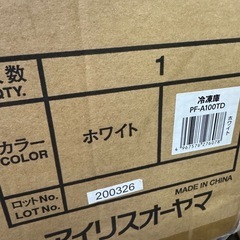 入数
QTY.
1
カラー
COLOR
ホワイト
冷凍庫
PF-A100TD
ホワイト
ロットNo.
LOT No.
200326
MADE IN CHINA
アイリスオーヤマ